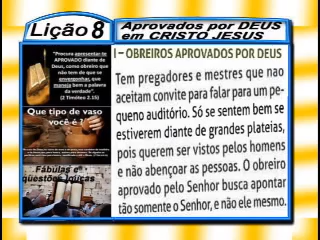 Lição 8
Aprovados por DEUS
em CRISTO JESUS
"Procura apresentar-te
APROVADO diante de
Deus, como obreiro que
não tem de que se
envergonhar, que
maneja bem a palavra
da verdade".
(2 Timóteo 2.15)
Que tipo de vaso
você é ?
Fábulas e
questões loucas
I – OBREIROS APROVADOS POR DEUS
Tem pregadores e mestres que nao
aceitam convite para falar para um pe-
queno auditório. Só se sentem bem se
estiverem diante de grandes plateias,
pois querem ser vistos pelos homens
e não abençoar as pessoas. O obreiro
aprovado pelo Senhor busca apontar
tão somente o Senhor, e não ele mesmo.